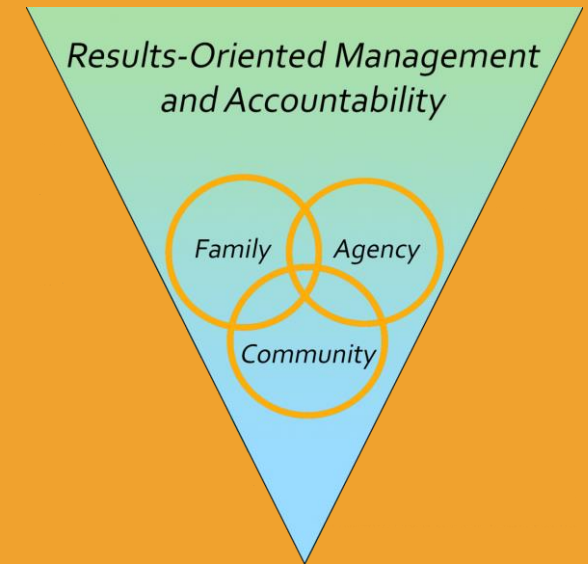 Results-Oriented Management
and Accountability
Family
Agency
Community